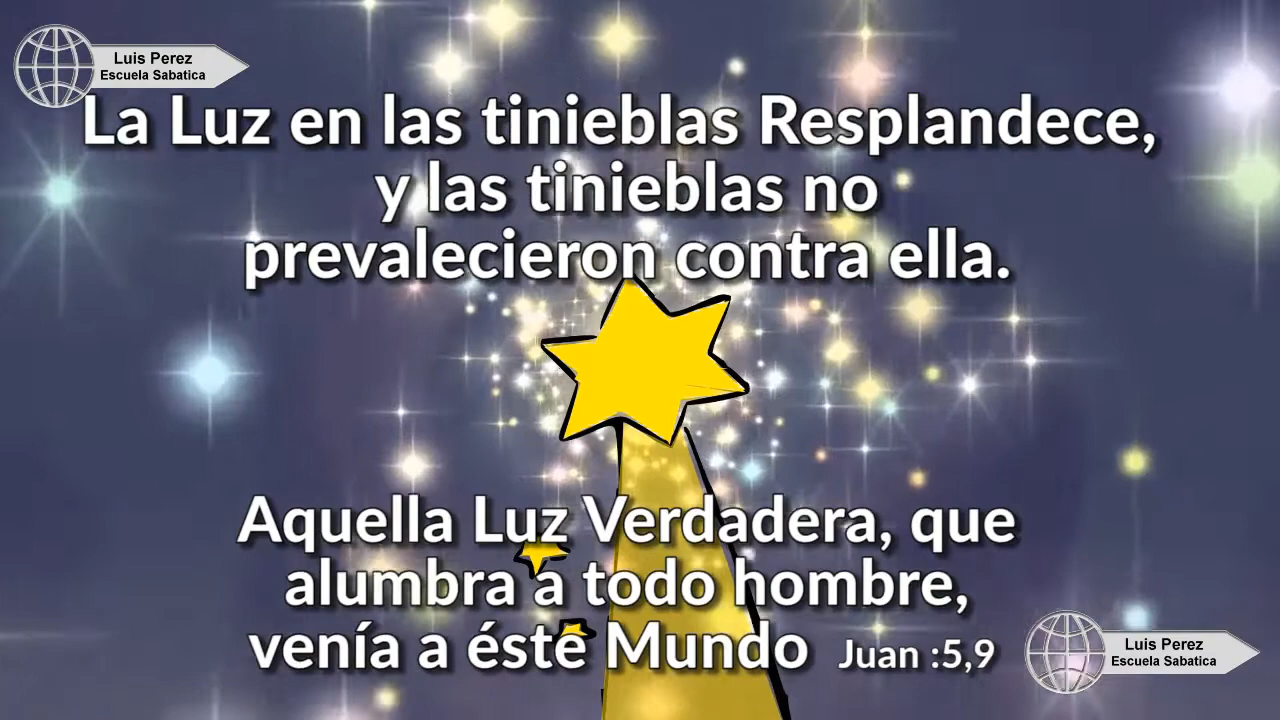 Luis Perez
Escuela Sabatica
La Luz en las tinieblas Resplandece,
y las tinieblas no
prevalecieron contra ella.
Aquella Luz Verdadera, que
alumbra a todo hombre,
venía a éste Mundo Juan :5,9
Luis Perez
Escuela Sabatica